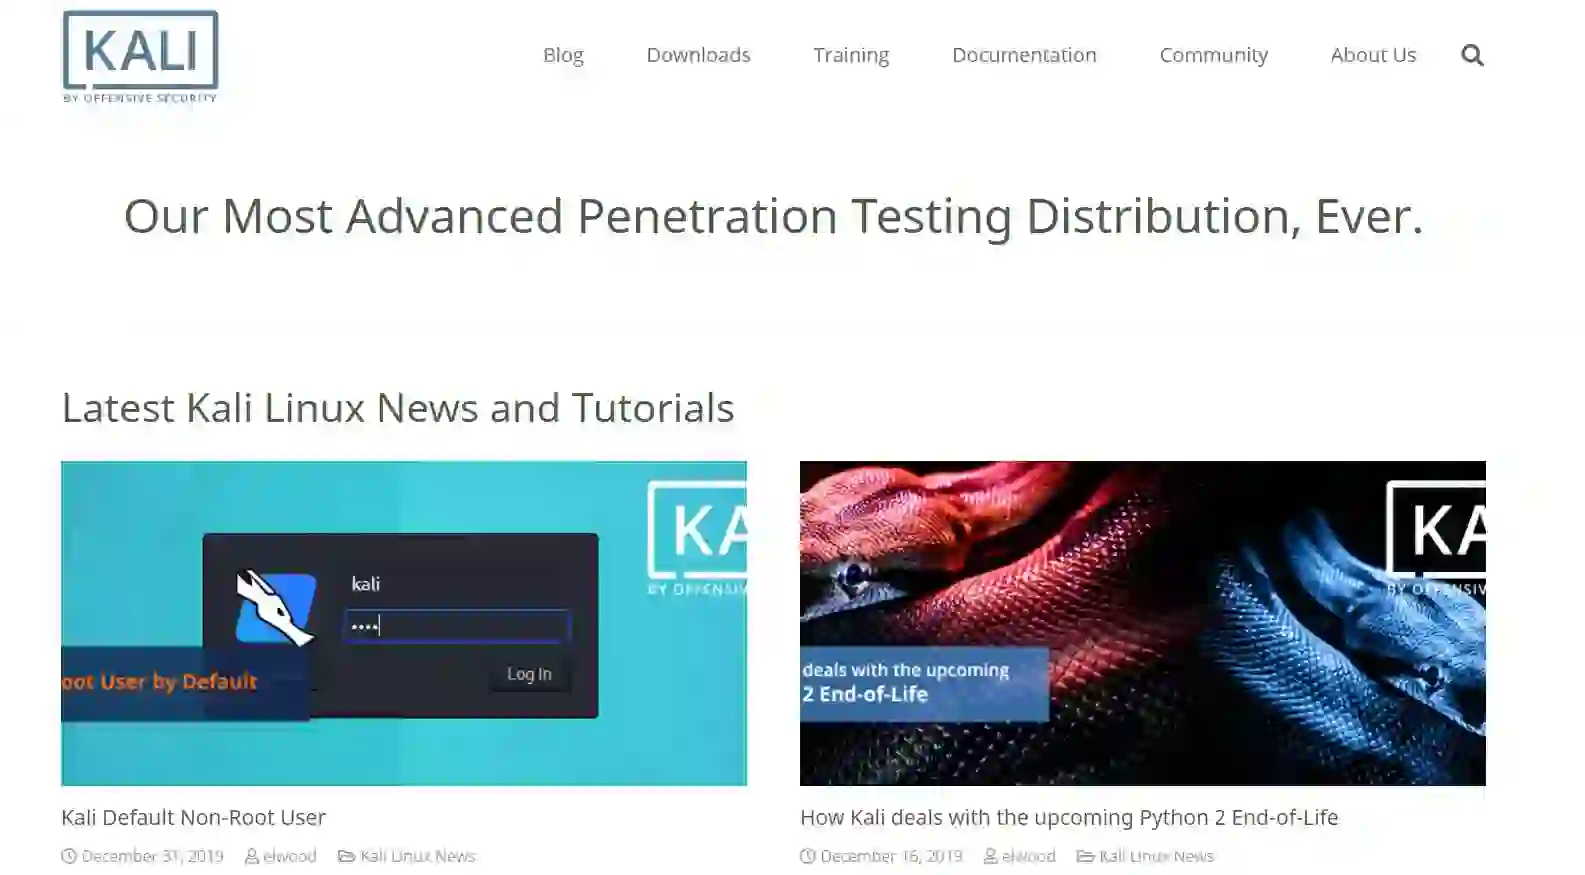 KALI
BY OFFENSIVE SECURITY
Blog Downloads Training Documentation Community About Us
Our Most Advanced Penetration Testing Distribution, Ever.
Latest Kali Linux News and Tutorials
KA
BY OFFENSIV
kali
Log In
oot User by Default
KA
BY OFFENSIV
deals with the upcoming
2 End-of-Life
Kali Default Non-Root User
December 31, 2019 elwood Kali Linux News
How Kali deals with the upcoming Python 2 End-of-Life
December 16, 2019 elwood Kali Linux News